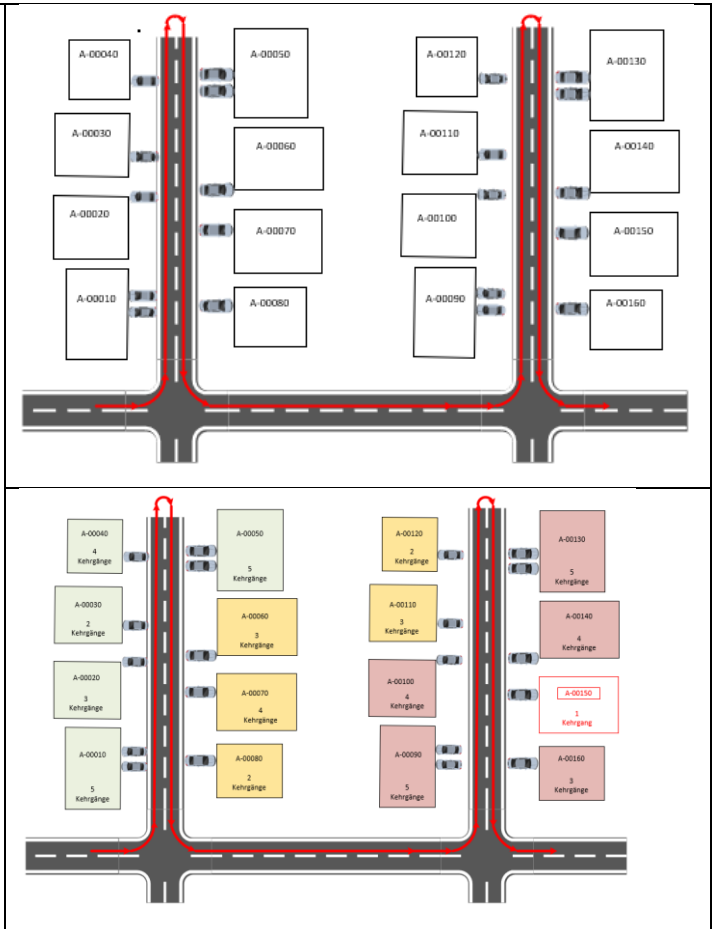 A-00040
A-00050
A-00120
A-00130
A-00030
A-00060
A-00110
A-00140
A-00020
A-00070
A-00100
A-00150
A-00010
A-00080
A-00090
A-00160
A-00040
4
Kehrgänge
A-00050
5
Kehrgänge
A-00120
2
Kehrgänge
A-00130
5
Kehrgänge
A-00030
2
Kehrgänge
A-00060
3
Kehrgänge
A-00110
3
Kehrgänge
A-00140
4
Kehrgänge
A-00020
3
Kehrgänge
A-00070
4
Kehrgänge
A-00100
4
Kehrgänge
A-00150
1
Kehrgang
A-00010
5
Kehrgänge
A-00080
2
Kehrgänge
A-00090
5
Kehrgänge
A-00160
3
Kehrgänge